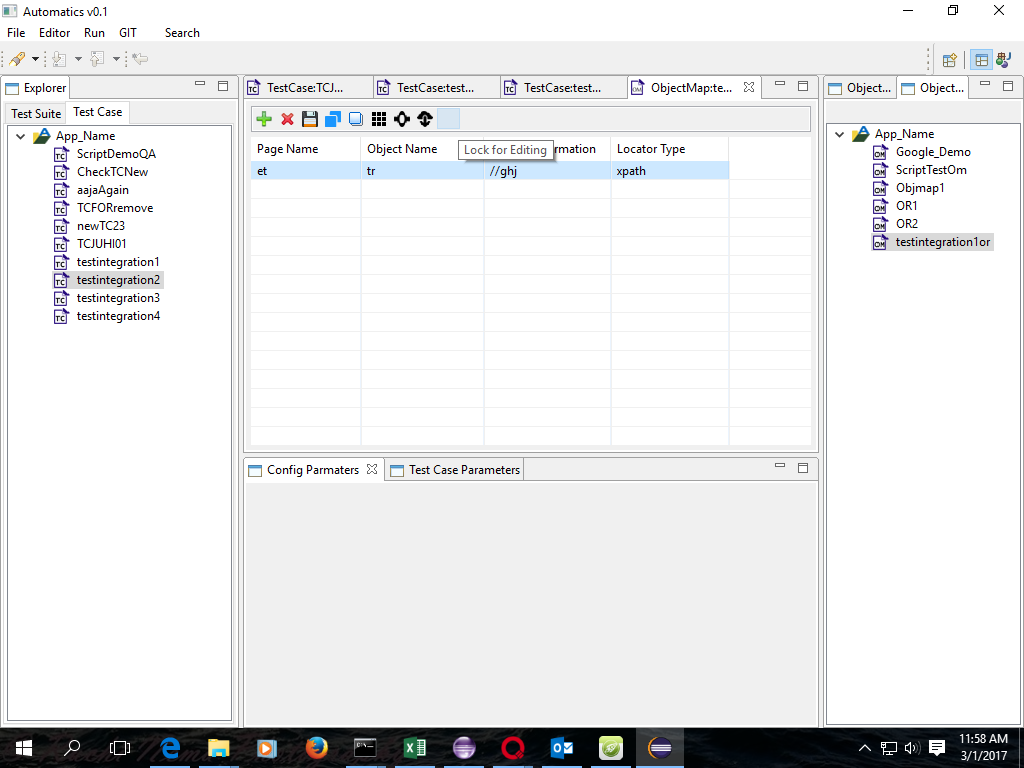 Automatics v0.1
File Editor Run GIT Search
Explorer
Test Suite Test Case
App_Name
ScriptDemoQA
CheckTCNew
aajaAgain
TCFORremove
newTC23
TCJUHI01
testintegration1
testintegration2
testintegration3
testintegration4
TestCase:TCJ... TestCase:test... TestCase:test... ObjectMap:te...
Page Name Object Name rmation Locator Type
Lock for Editing
et tr //ghj xpath
Config Parmaters Test Case Parameters
Object... Object...
App_Name
Google_Demo
ScriptTestOm
Objmap1
OR1
OR2
testintegration1or
11:58 AM
3/1/2017